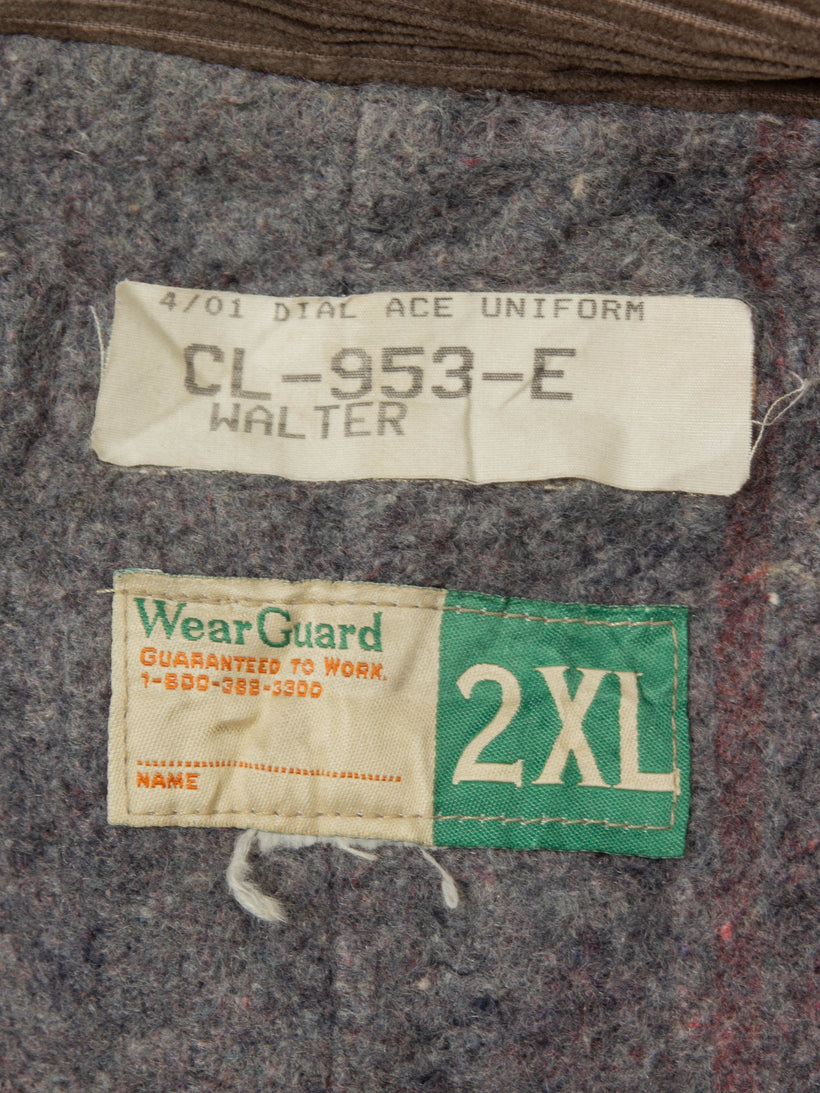 4/01 DIAL ACE UNIFORM
CL-953-E
WALTER
WearGuard
GUARANTEED TO WORK.
1-800-388-3300
NAME
2XL